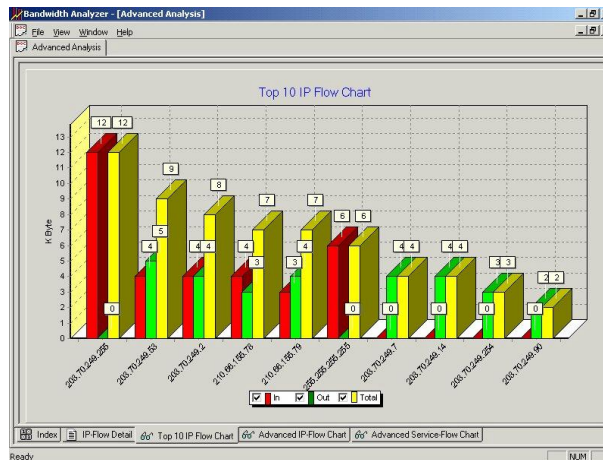 Bandwidth Analyzer - [Advanced Analysis]
File View Window Help
Advanced Analysis
Top 10 IP Flow Chart
K Byte
13
12
11
10
9
8
7
6
5
4
3
2
1
0
12 12 0
4 5 9
4 4 8
4 3 7
3 4 7
6 0 6
0 4 4
0 4 4
0 3 3
0 2 2
203.70.249.255
203.70.249.53
203.70.249.2
210.66.155.78
210.66.155.79
255.255.255.255
203.70.249.7
203.70.249.14
203.70.249.254
203.70.249.90
In Out Total
Index IP-Flow Detail Top 10 IP Flow Chart Advanced IP-Flow Chart Advanced Service-Flow Chart
Ready NUM